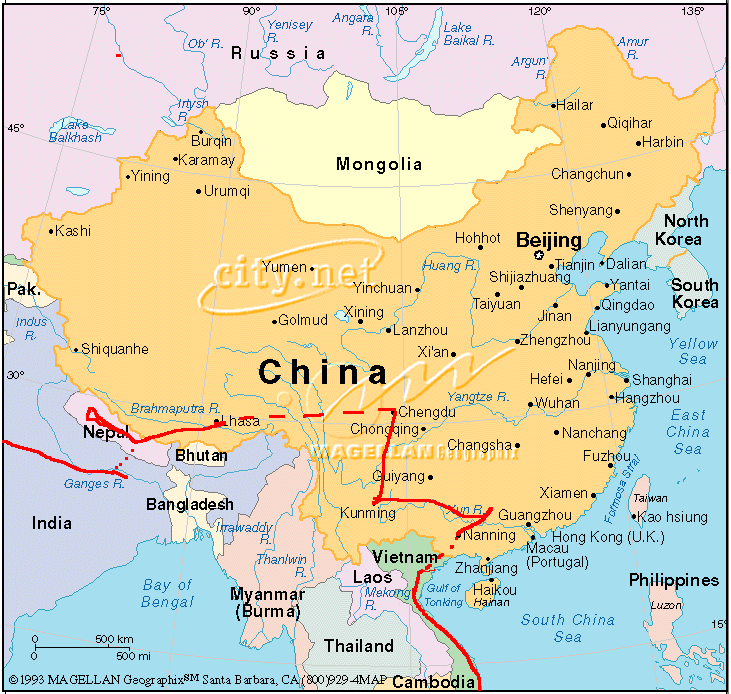 75°
90°
105°
120°
135°
Ob' R.
Yenisey
R.
Angara
R.
Lake
Baikal R.
Argun'
R.
Amur
R.
Russia
Irtysh
R.
45°
Lake
Balkhash
Burqin
Karamay
Yining
Urumqi
Mongolia
Hailar
Qiqihar
Harbin
Changchun
Shenyang
Kashi
Hohhot
Beijing
North
Korea
city.net
Yumen
Huang R.
Tianjin
Dalian
Pak.
Yinchuan
Shijiazhuang
Yantai
South
Korea
Taiyuan
Indus
R.
Golmud
Xining
Lanzhou
Jinan
Qingdao
Lianyungang
Shiquanhe
Xi'an
Zhengzhou
Yellow
Sea
30°
China
Nanjing
Hefei
Shanghai
Yangtze R.
Wuhan
Hangzhou
Brahmaputra R.
Lhasa
Chengdu
East
China
Sea
Nepal
Chongqing
Changsha
Nanchang
MAGELLAN Geographix
Bhutan
Fuzhou
Ganges R.
Guiyang
Formosa Strait
Xiamen
Taiwan
Bangladesh
Kunming
Xun R.
Guangzhou
Kao hsiung
India
Irrawaddy
R.
Nanning
Hong Kong (U.K.)
Macau
(Portugal)
Thanlwin
R.
Vietnam
Zhanjiang
Laos
Haikou
Hainan
Philippines
Bay of
Bengal
Myanmar
(Burma)
Mekong
R.
Gulf of
Tonking
Luzon
South China
Sea
15°
0
500 km
0
500 mi
Thailand
Cambodia
©1993 MAGELLAN Geographix℠ Santa Barbara, CA (800)929-4MAP